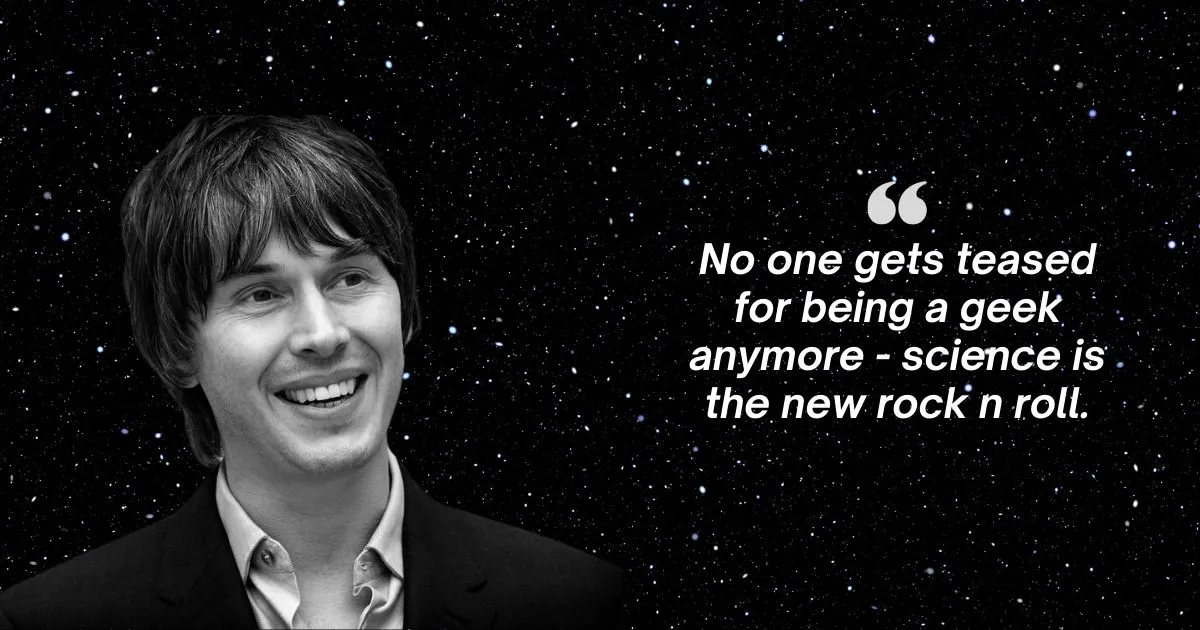 “
No one gets teased
for being a geek
anymore - science is
the new rock n roll.